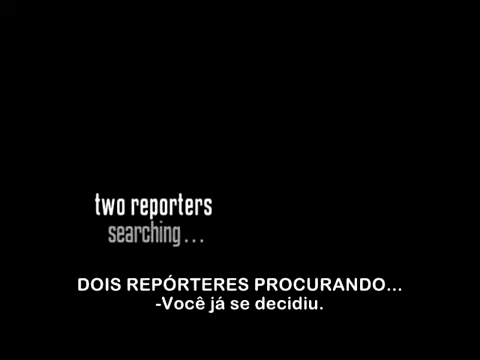 two reporters
searching...
DOIS REPÓRTERES PROCURANDO...
-Você já se decidiu.